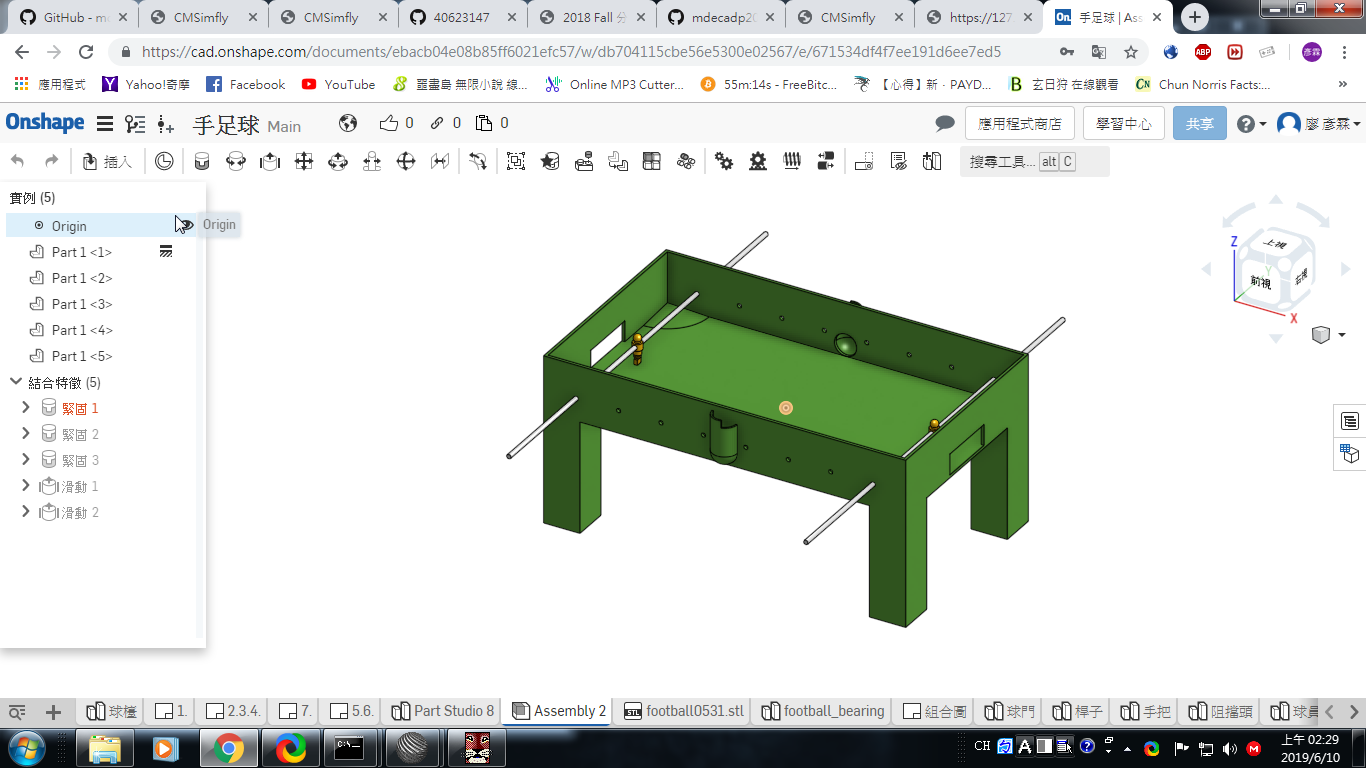 GitHub - m
CMSimfly
CMSimfly
40623147
2018 Fall 分
mdecadp20
CMSimfly
https://127.
手足球 | Ass
https://cad.onshape.com/documents/ebacb04e08b85ff6021efc57/w/db704115cbe56e5300e02567/e/671534df4f7ee191d6ee7ed5
ABP
彥霖
應用程式
Yahoo!奇摩
Facebook
YouTube
噩盡島 無限小說 線...
Online MP3 Cutter...
55m:14s - FreeBitc...
【心得】新 - PAYD...
玄日狩 在線觀看
Chun Norris Facts:...
Onshape
手足球 Main
0
0
0
應用程式商店
學習中心
共享
廖 彥霖
插入
搜尋工具... alt C
實例 (5)
Origin
Origin
Part 1 <1>
Part 1 <2>
Part 1 <3>
Part 1 <4>
Part 1 <5>
結合特徵 (5)
緊固 1
緊固 2
緊固 3
滑動 1
滑動 2
Z
Y
X
上視
前視
右視
球檯
1.
2.3.4.
7.
5.6.
Part Studio 8
Assembly 2
football0531.stl
football_bearing
組合圖
球門
桿子
手把
阻擋頭
球員
CH
上午 02:29
2019/6/10